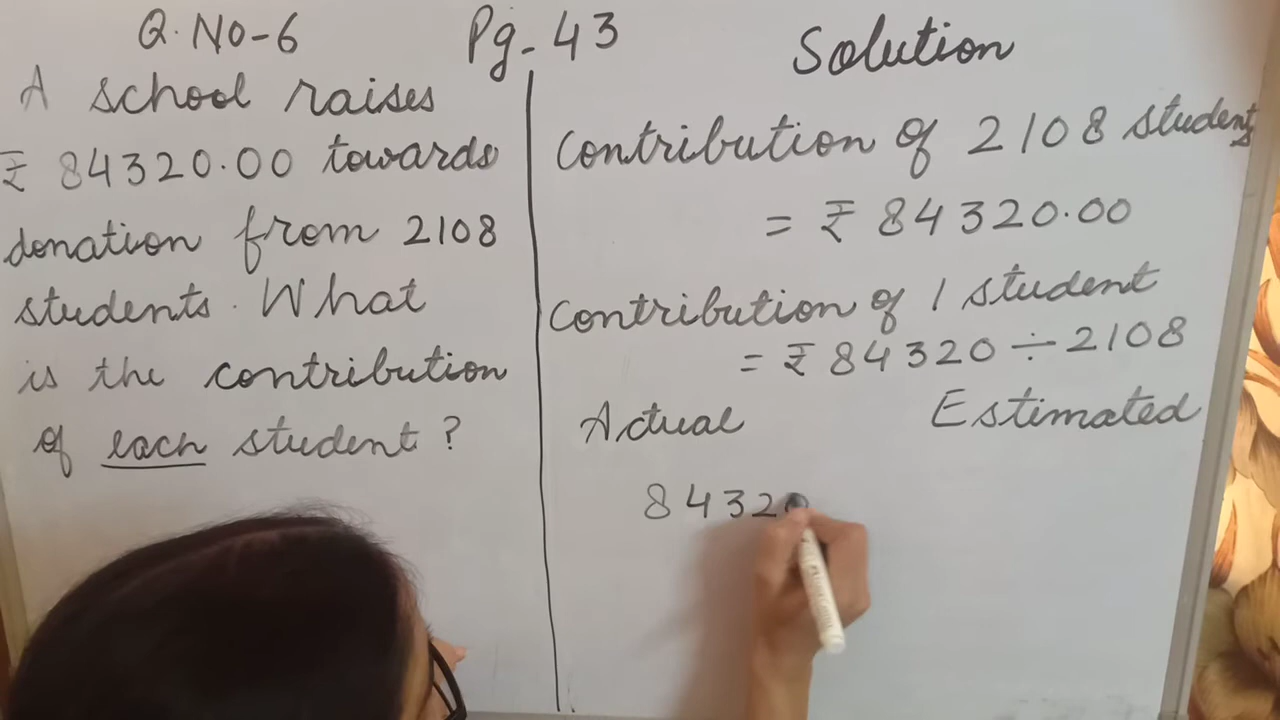 Q.No-6
Pg-43
A school raises
₹ 84320.00 towards
donation from 2108
students. What
is the contribution
of each student?
Solution
Contribution of 2108 students
= ₹ 84320.00
Contribution of 1 student
= ₹ 84320 ÷ 2108
Actual
Estimated
84320